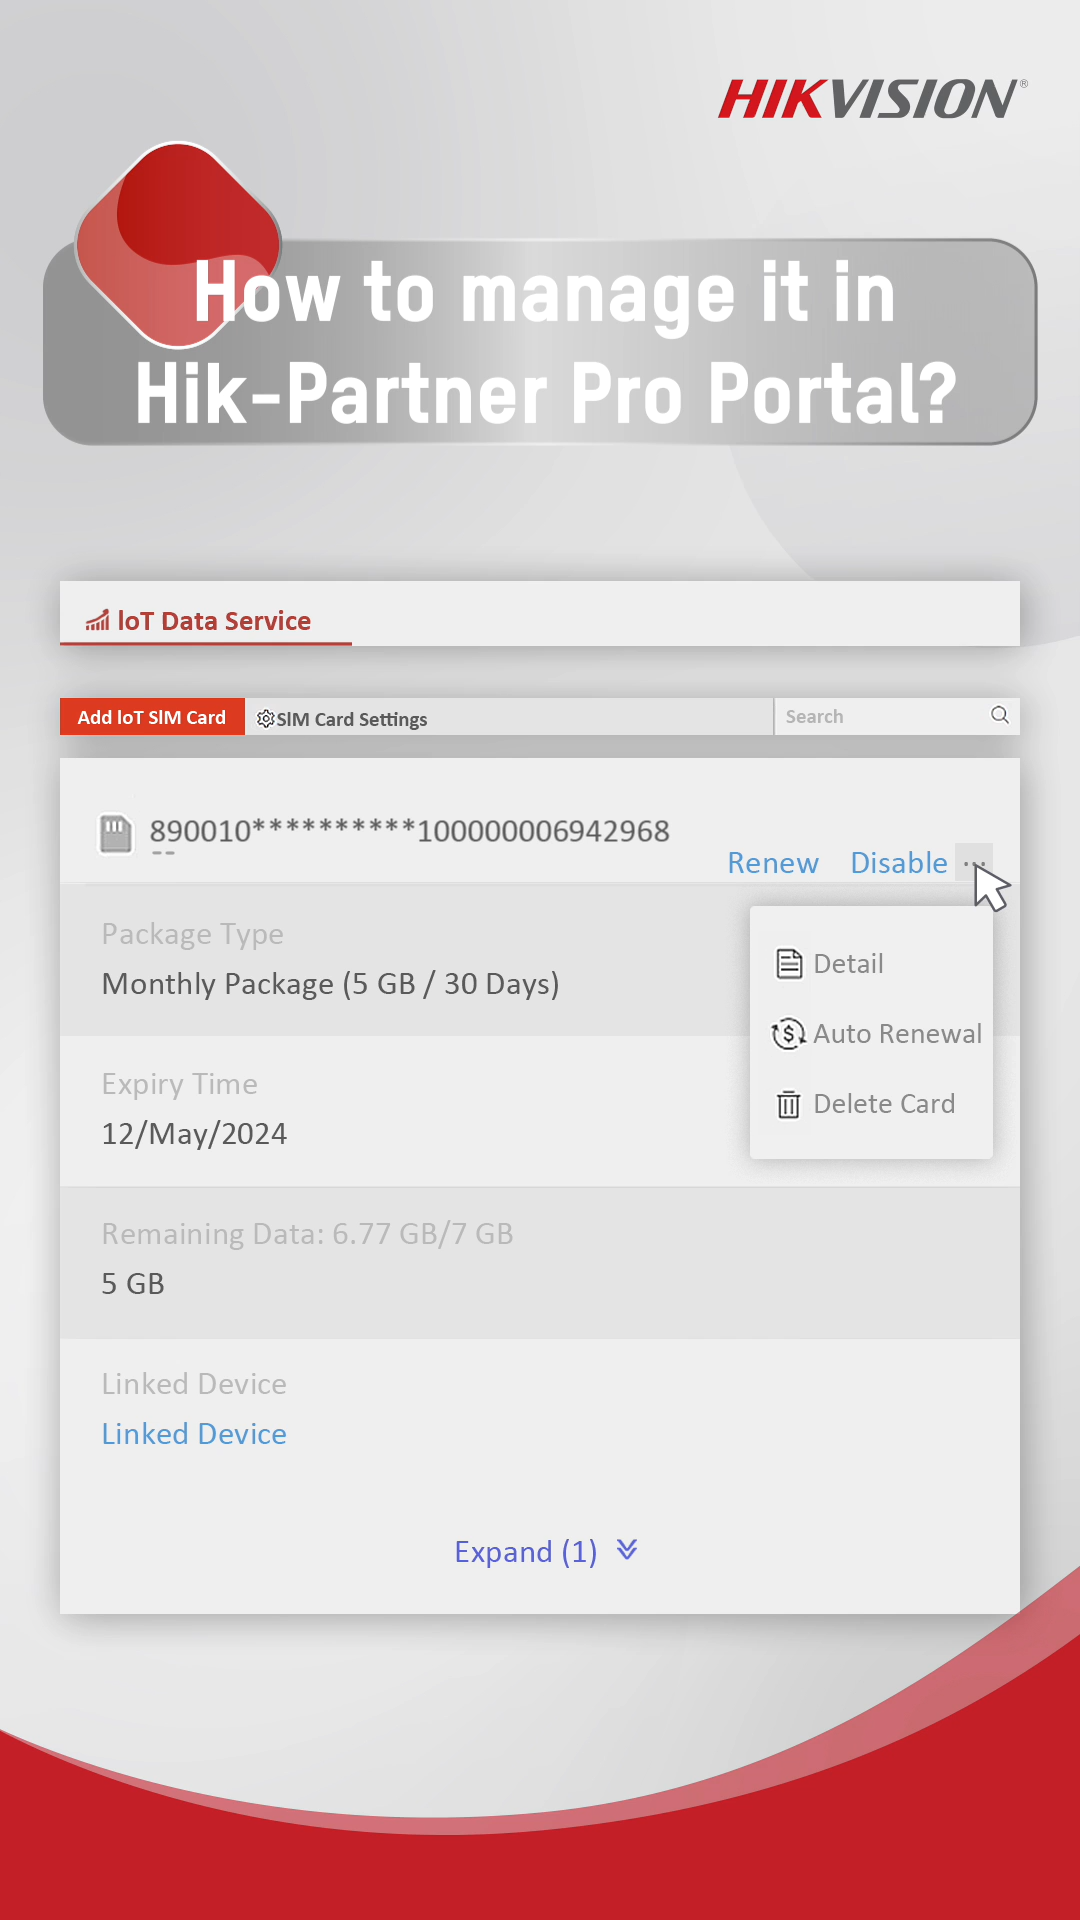 HIKVISION®
How to manage it in
Hik-Partner Pro Portal?
IoT Data Service
Add IoT SIM Card
SIM Card Settings
Search
890010**********100000006942968
--
Renew Disable ...
Package Type
Monthly Package (5 GB / 30 Days)
Detail
Auto Renewal
Delete Card
Expiry Time
12/May/2024
Remaining Data: 6.77 GB/7 GB
5 GB
Linked Device
Linked Device
Expand (1)